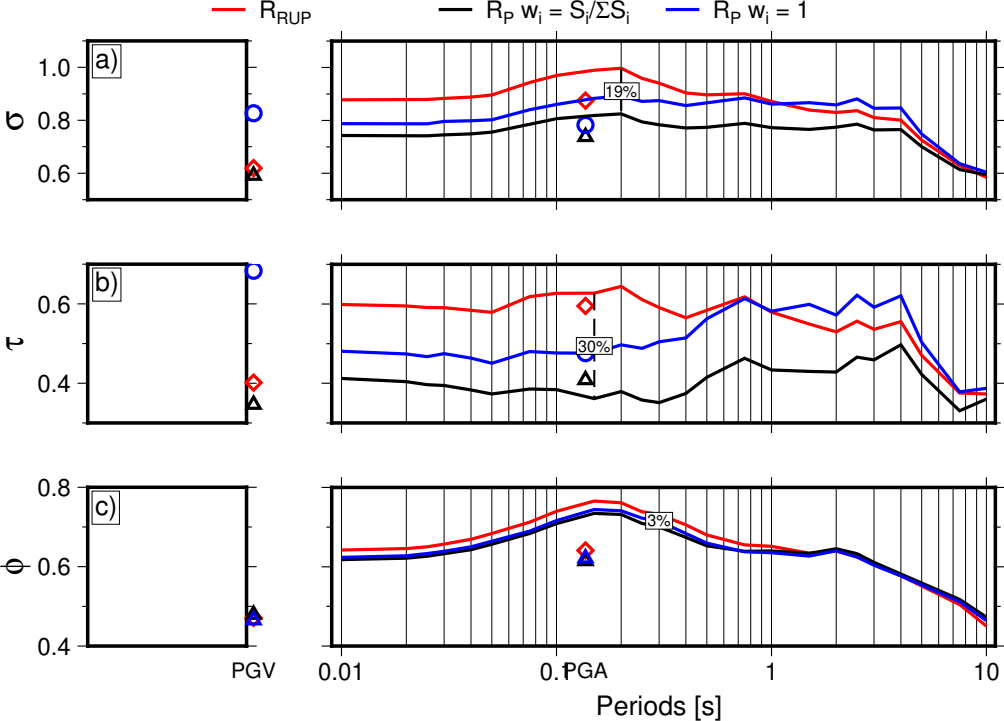 R_RUP R_P w_i = S_i/ΣS_i R_P w_i = 1
a)
1.0
0.8
0.6
σ
19%
b)
0.6
0.4
τ
30%
c)
0.8
0.6
0.4
ϕ
3%
PGV 0.01 0.1 PGA 1 10
Periods [s]